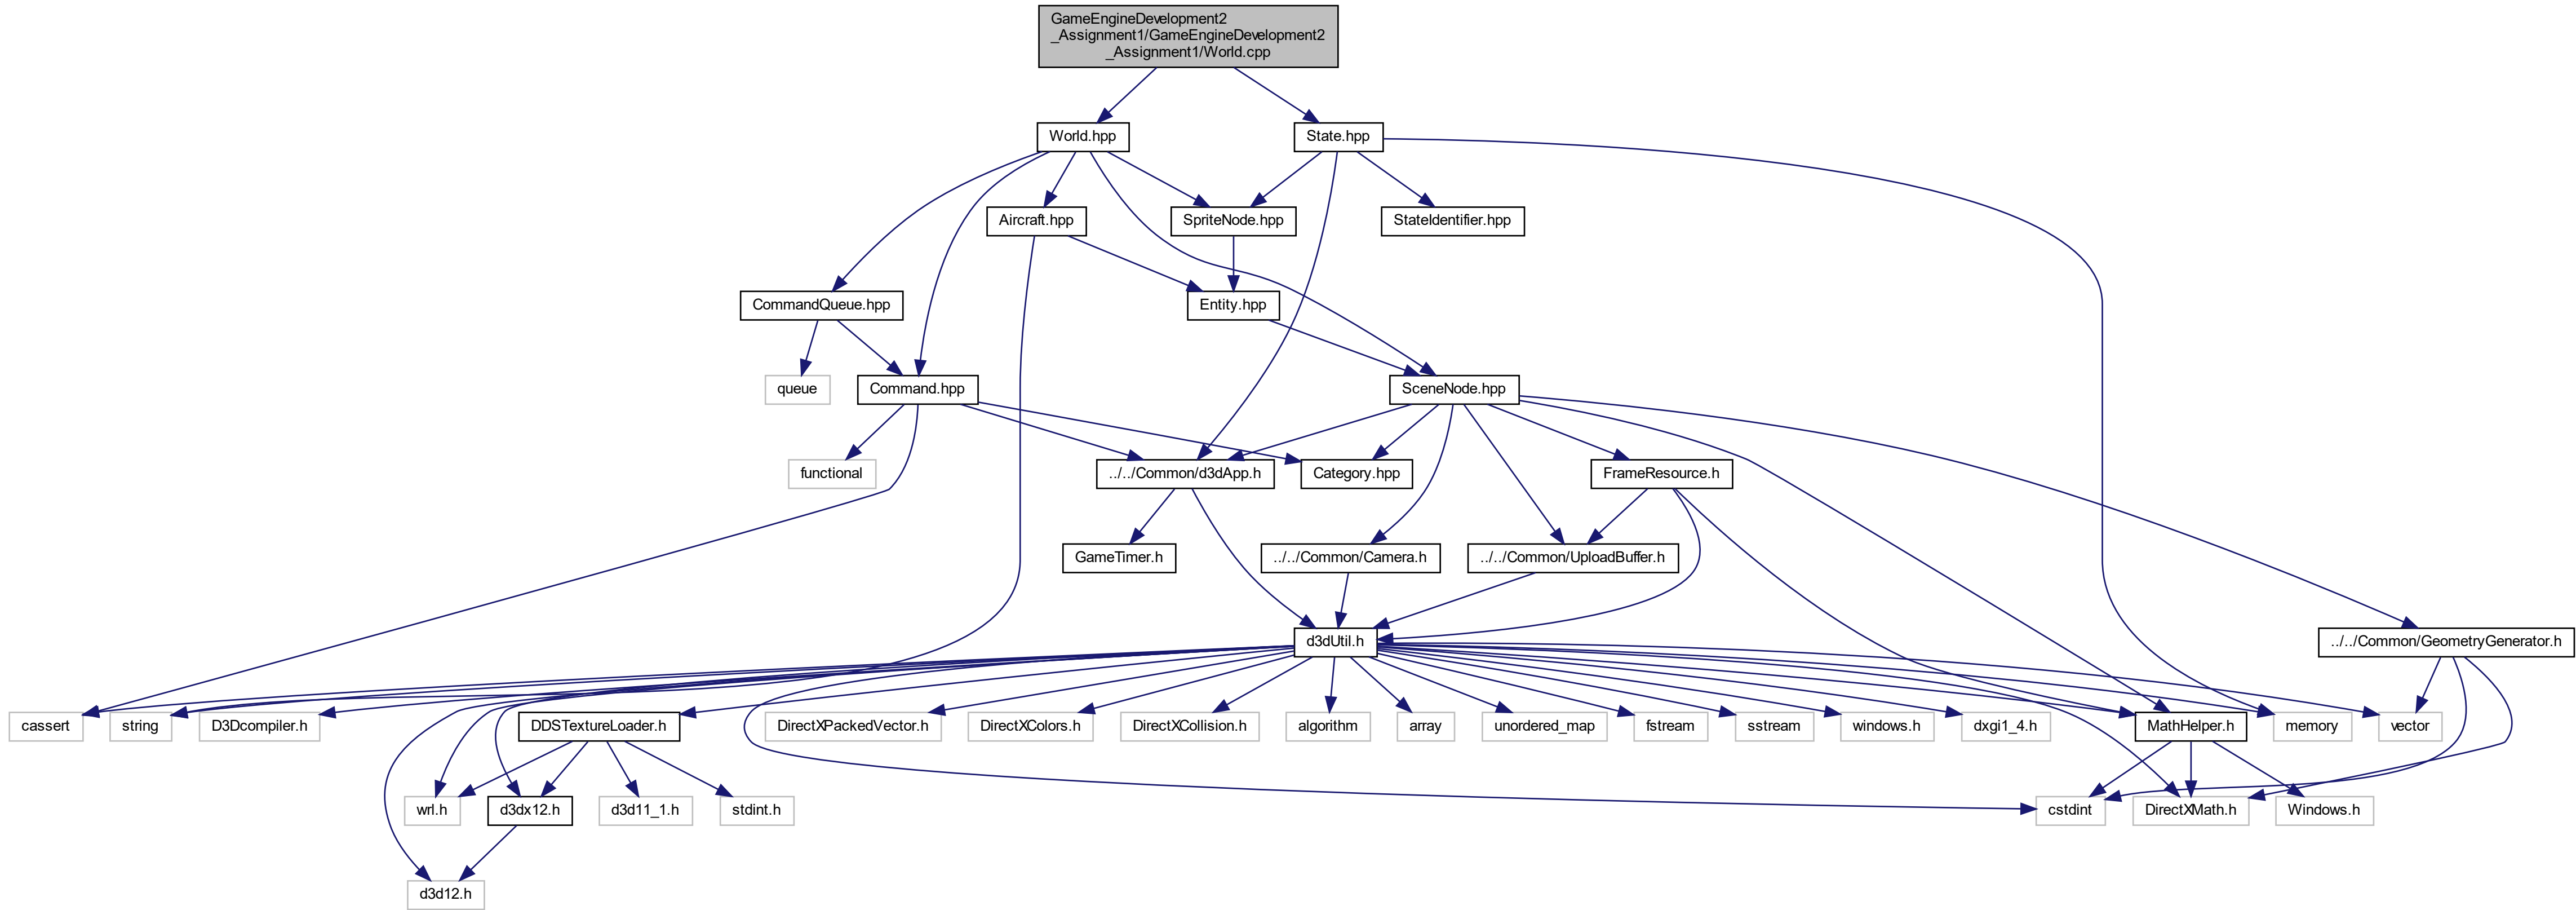 GameEngineDevelopment2
_Assignment1/GameEngineDevelopment2
_Assignment1/World.cpp
World.hpp
State.hpp
Aircraft.hpp
SpriteNode.hpp
StateIdentifier.hpp
CommandQueue.hpp
Entity.hpp
queue
Command.hpp
SceneNode.hpp
functional
../../Common/d3dApp.h
Category.hpp
FrameResource.h
GameTimer.h
../../Common/Camera.h
../../Common/UploadBuffer.h
d3dUtil.h
../../Common/GeometryGenerator.h
cassert
string
D3Dcompiler.h
DDSTextureLoader.h
DirectXPackedVector.h
DirectXColors.h
DirectXCollision.h
algorithm
array
unordered_map
fstream
sstream
windows.h
dxgi1_4.h
MathHelper.h
memory
vector
wrl.h
d3dx12.h
d3d11_1.h
stdint.h
cstdint
DirectXMath.h
Windows.h
d3d12.h